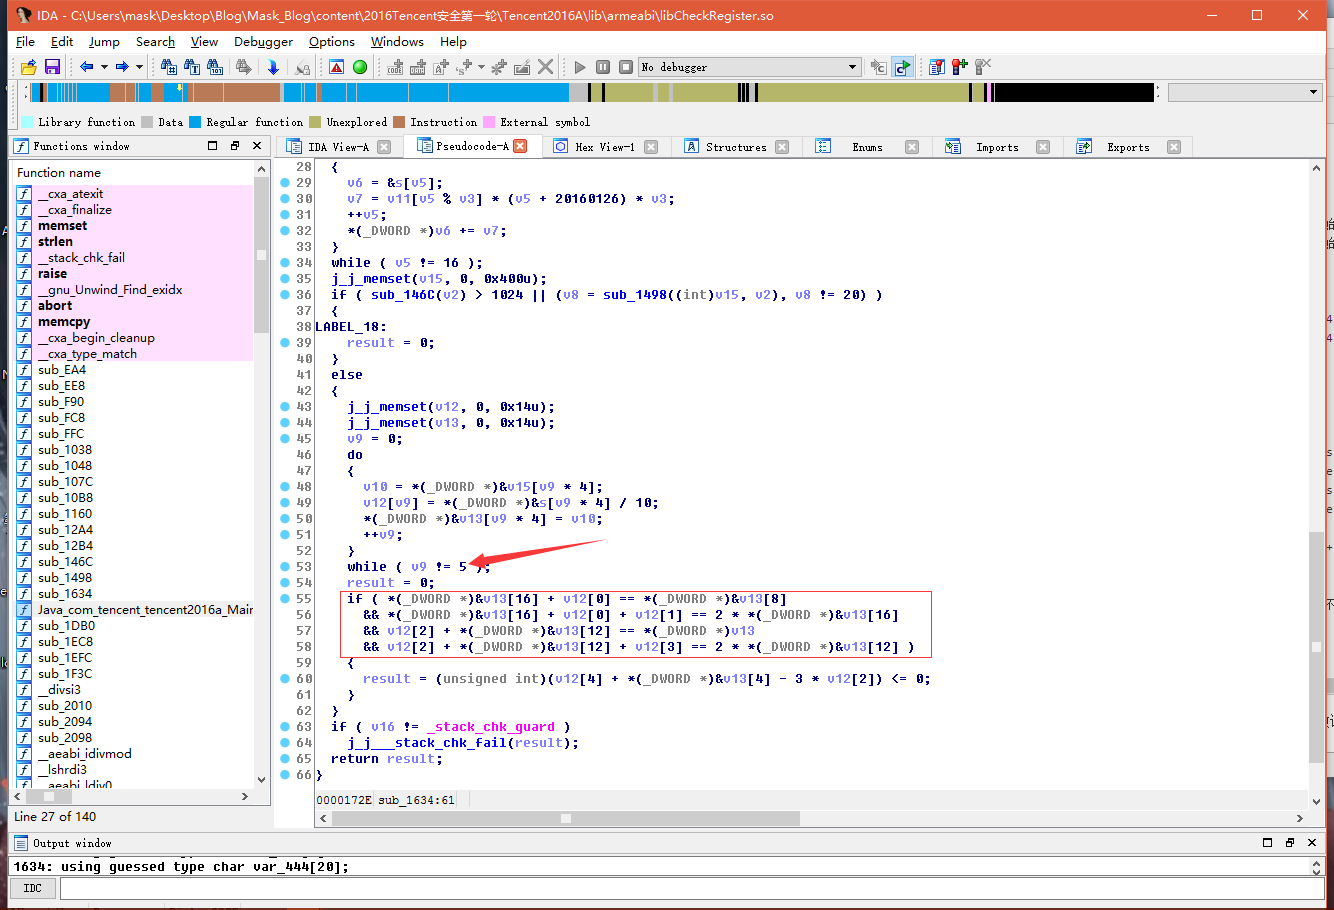 IDA - C:\Users\mask\Desktop\Blog\Mask_Blog\content\2016Tencent安全第一轮\Tencent2016A\lib\armeabi\libCheckRegister.so
File Edit Jump Search View Debugger Options Windows Help
No debugger
Library function Data Regular function Unexplored Instruction External symbol
Functions window
IDA View-A Pseudocode-A Hex View-1 Structures Enums Imports Exports
Function name
__cxa_atexit
__cxa_finalize
memset
strlen
__stack_chk_fail
raise
__gnu_Unwind_Find_exidx
abort
memcpy
__cxa_begin_cleanup
__cxa_type_match
sub_EA4
sub_EE8
sub_F90
sub_FC8
sub_FFC
sub_1038
sub_1048
sub_107C
sub_10B8
sub_1160
sub_12A4
sub_12B4
sub_146C
sub_1498
sub_1634
Java_com_tencent_tencent2016a_Mair
sub_1DB0
sub_1EC8
sub_1EFC
sub_1F3C
__divsi3
sub_2010
sub_2094
sub_2098
__aeabi_idivmod
__lshrdi3
__aeabi_ldiv0
Line 27 of 140
28 {
29 v6 = &s[v5];
30 v7 = v11[v5 % v3] * (v5 + 20160126) * v3;
31 ++v5;
32 *(_DWORD *)v6 += v7;
33 }
34 while ( v5 != 16 );
35 j_j_memset(v15, 0, 0x400u);
36 if ( sub_146C(v2) > 1024 || (v8 = sub_1498((int)v15, v2), v8 != 20) )
37 {
38 LABEL_18:
39 result = 0;
40 }
41 else
42 {
43 j_j_memset(v12, 0, 0x14u);
44 j_j_memset(v13, 0, 0x14u);
45 v9 = 0;
46 do
47 {
48 v10 = *(_DWORD *)&v15[v9 * 4];
49 v12[v9] = *(_DWORD *)&s[v9 * 4] / 10;
50 *(_DWORD *)&v13[v9 * 4] = v10;
51 ++v9;
52 }
53 while ( v9 != 5 );
54 result = 0;
55 if ( *(_DWORD *)&v13[16] + v12[0] == *(_DWORD *)&v13[8]
56 && *(_DWORD *)&v13[16] + v12[0] + v12[1] == 2 * *(_DWORD *)&v13[16]
57 && v12[2] + *(_DWORD *)&v13[12] == *(_DWORD *)v13
58 && v12[2] + *(_DWORD *)&v13[12] + v12[3] == 2 * *(_DWORD *)&v13[12] )
59 {
60 result = (unsigned int)(v12[4] + *(_DWORD *)&v13[4] - 3 * v12[2]) <= 0;
61 }
62 }
63 if ( v16 != _stack_chk_guard )
64 j_j___stack_chk_fail(result);
65 return result;
66 }
0000172E sub_1634:61
Output window
1634: using guessed type char var_444[20];
IDC